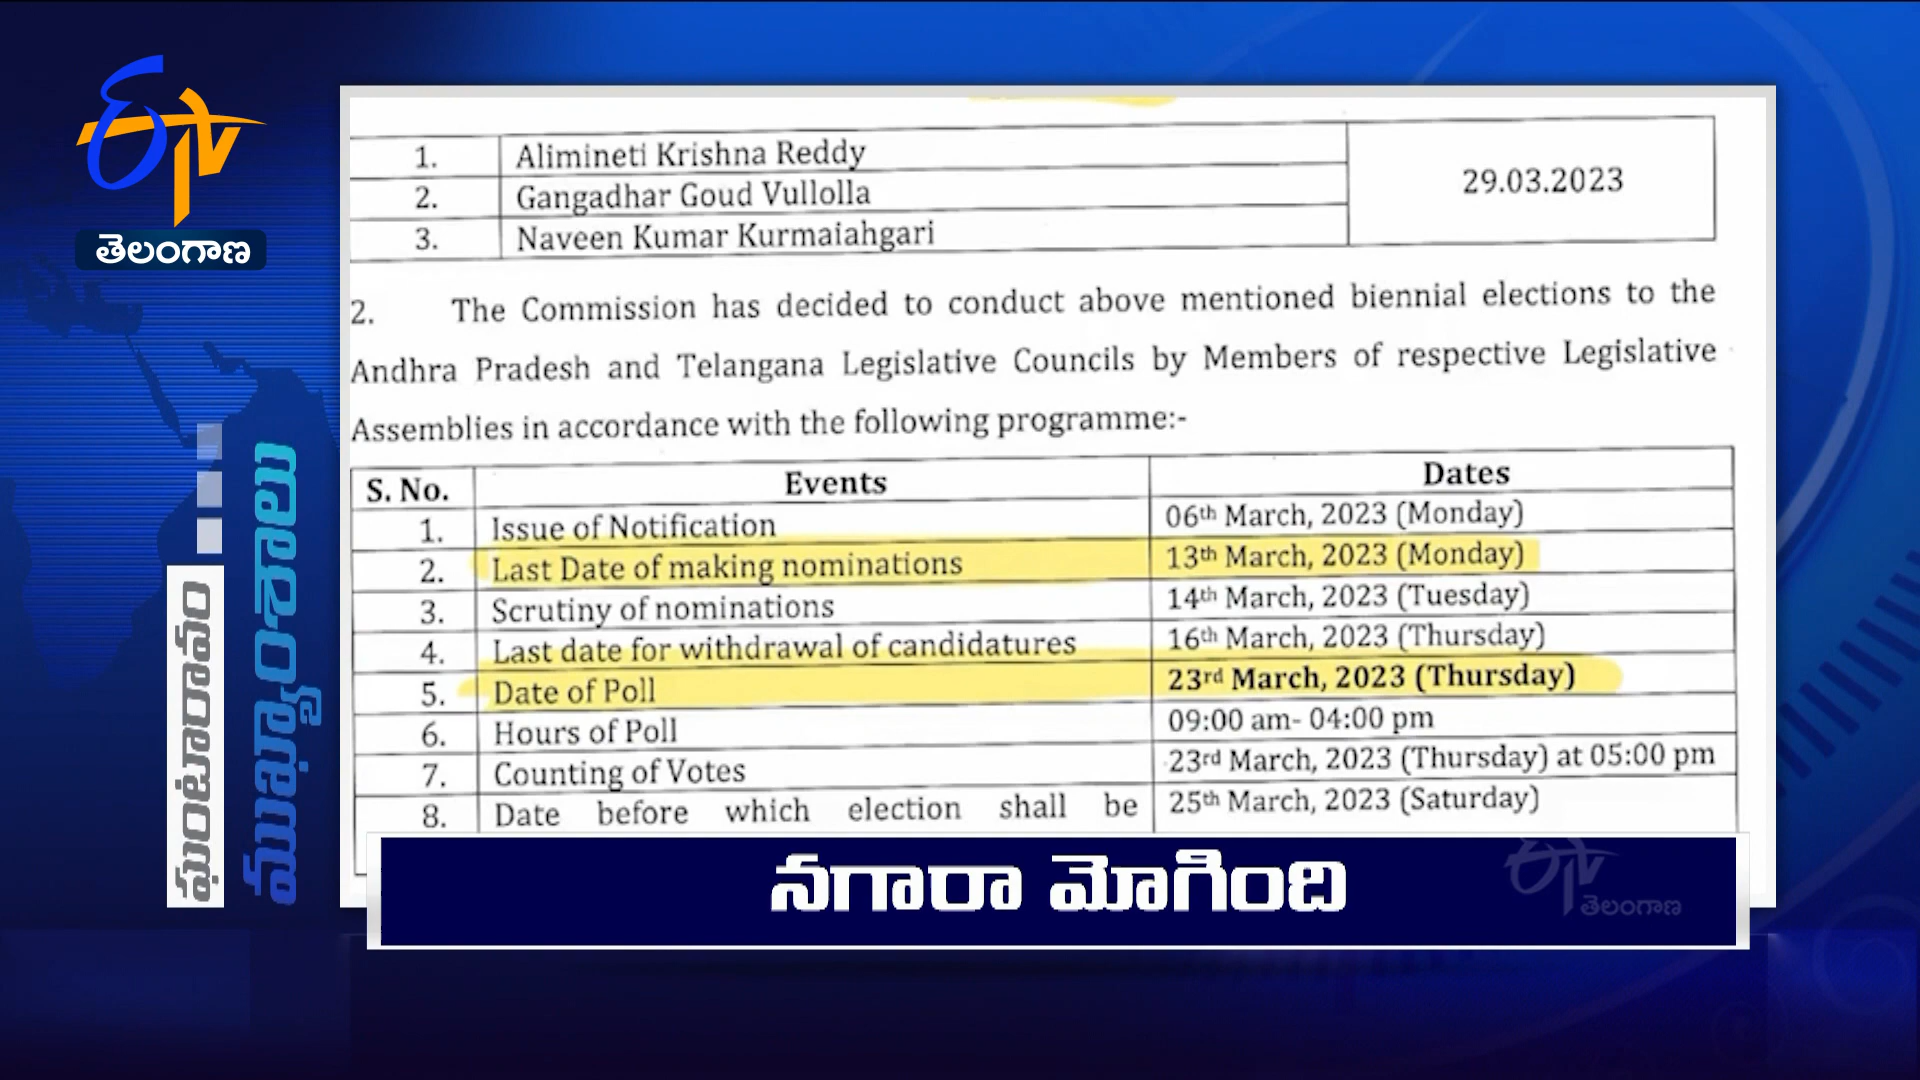 ETV
తెలంగాణ
ఘంటారావం
ముఖ్యాంశాలు
1. Alimineti Krishna Reddy 29.03.2023
2. Gangadhar Goud Vullolla
3. Naveen Kumar Kurmaiahgari
2. The Commission has decided to conduct above mentioned biennial elections to the
Andhra Pradesh and Telangana Legislative Councils by Members of respective Legislative
Assemblies in accordance with the following programme:-
S. No. Events Dates
1. Issue of Notification 06th March, 2023 (Monday)
2. Last Date of making nominations 13th March, 2023 (Monday)
3. Scrutiny of nominations 14th March, 2023 (Tuesday)
4. Last date for withdrawal of candidatures 16th March, 2023 (Thursday)
5. Date of Poll 23rd March, 2023 (Thursday)
6. Hours of Poll 09:00 am- 04:00 pm
7. Counting of Votes 23rd March, 2023 (Thursday) at 05:00 pm
8. Date before which election shall be 25th March, 2023 (Saturday)
నగారా మోగింది
ETV
తెలంగాణ